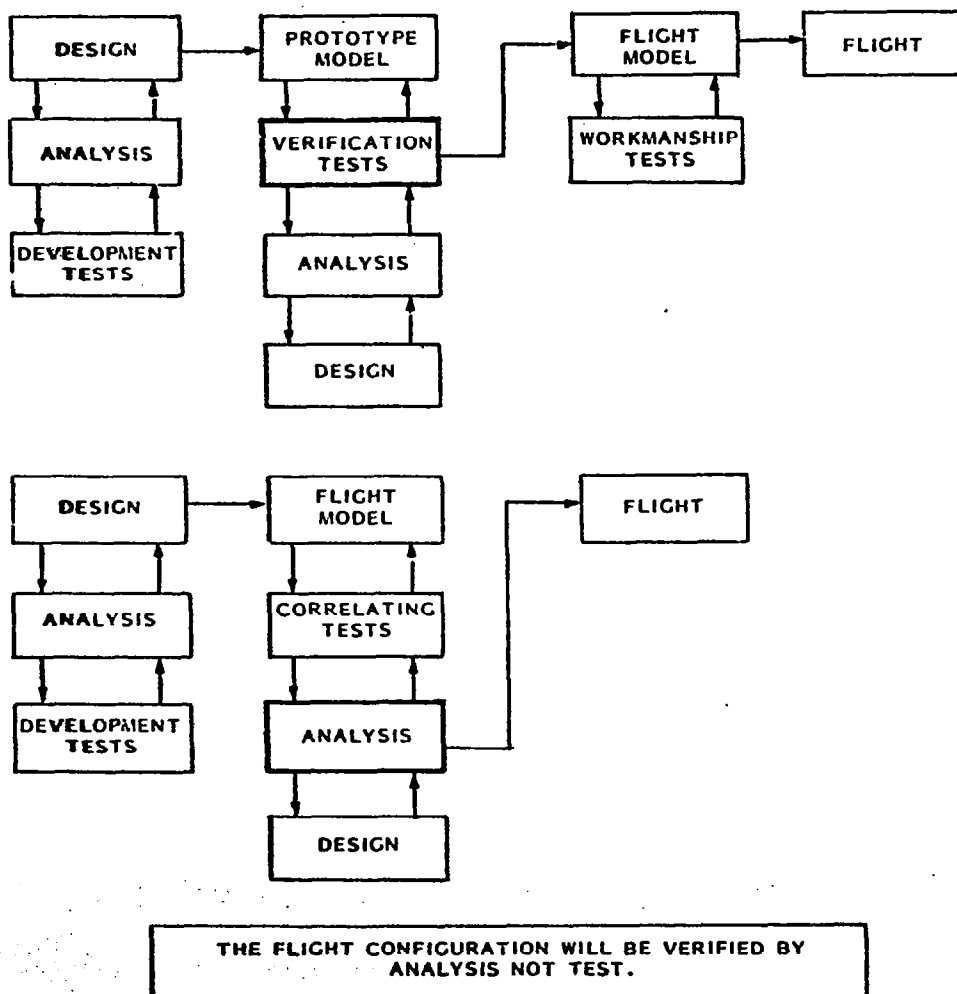 DESIGN
PROTOTYPE
MODEL
FLIGHT
MODEL
FLIGHT
ANALYSIS
VERIFICATION
TESTS
WORKMANSHIP
TESTS
DEVELOPMENT
TESTS
ANALYSIS
DESIGN
DESIGN
FLIGHT
MODEL
FLIGHT
ANALYSIS
CORRELATING
TESTS
DEVELOPMENT
TESTS
ANALYSIS
DESIGN
THE FLIGHT CONFIGURATION WILL BE VERIFIED BY
ANALYSIS NOT TEST.